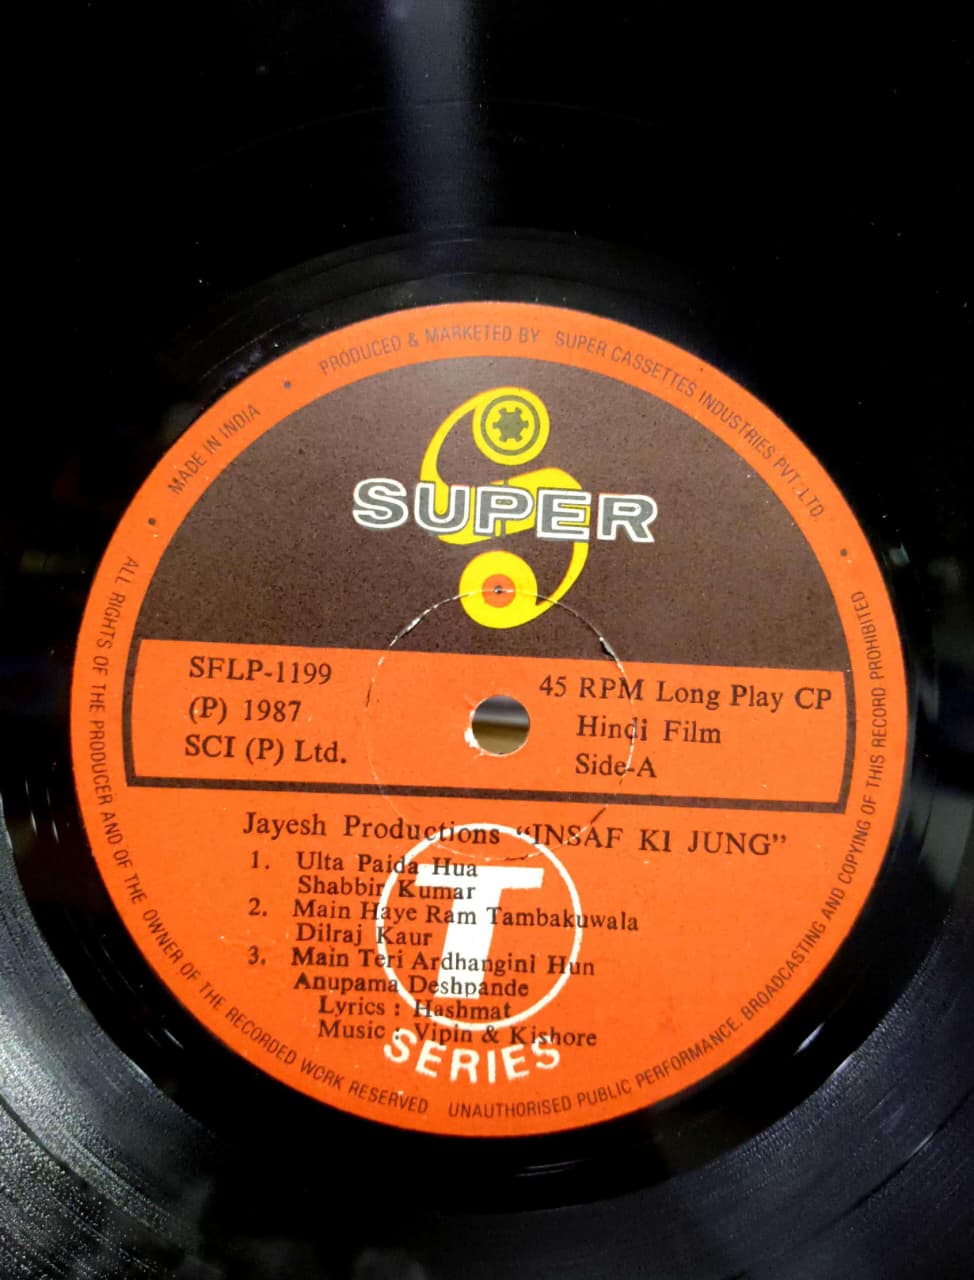 PRODUCED & MARKETED BY SUPER CASSETTES INDUSTRIES PVT. LTD.
MADE IN INDIA
SUPER
SFLP-1199
(P) 1987
SCI (P) Ltd.
45 RPM Long Play CP
Hindi Film
Side-A
Jayesh Productions “INSAF KI JUNG”
1. Ulta Paida Hua
Shabbir Kumar
2. Main Haye Ram Tambakuwala
Dilraj Kaur
3. Main Teri Ardhangini Hun
Anupama Deshpande
Lyrics : Hashmat
Music : Vipin & Kishore
T
SERIES
ALL RIGHTS OF THE PRODUCER AND OF THE OWNER OF THE RECORDED WORK RESERVED
UNAUTHORISED PUBLIC PERFORMANCE. BROADCASTING AND COPYING OF THIS RECORD PROHIBITED